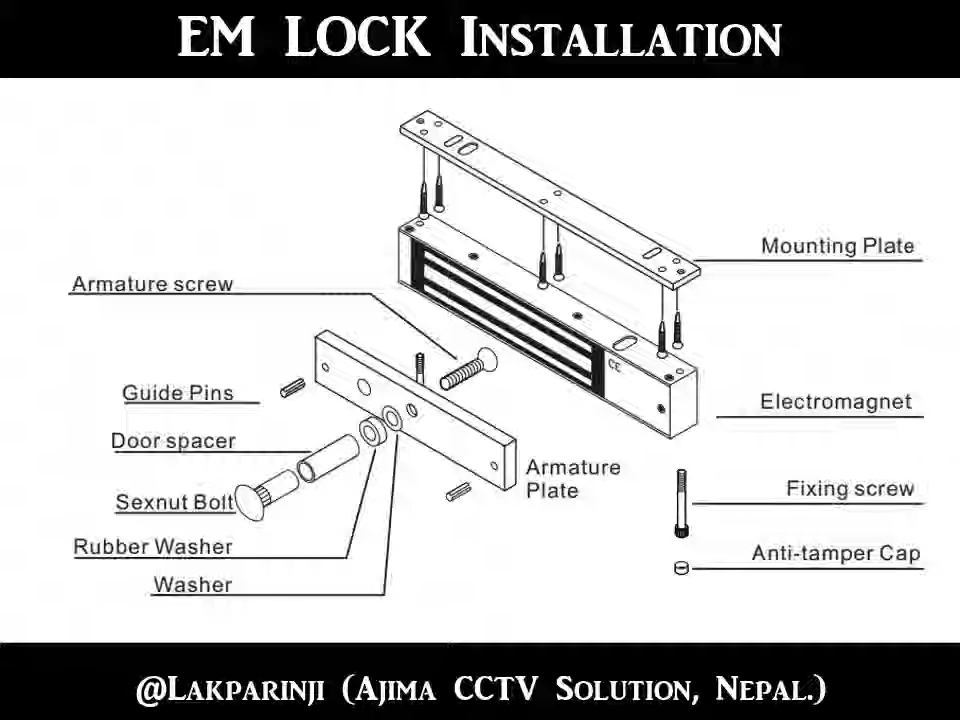 EM LOCK Installation
Mounting Plate
Armature screw
Guide Pins
Electromagnet
Door spacer
Armature
Plate
Sexnut Bolt
Fixing screw
Rubber Washer
Anti-tamper Cap
Washer
CE
@Lakparinji (Ajima CCTV Solution, Nepal.)